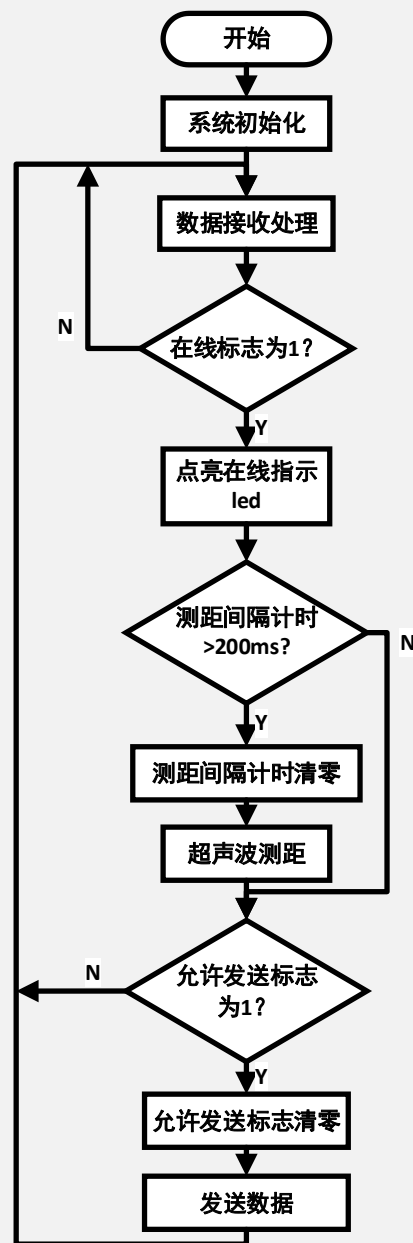 开始
系统初始化
数据接收处理
N
在线标志为1?
Y
点亮在线指示
led
测距间隔计时
>200ms?
N
Y
测距间隔计时清零
超声波测距
N
允许发送标志
为1?
Y
允许发送标志清零
发送数据